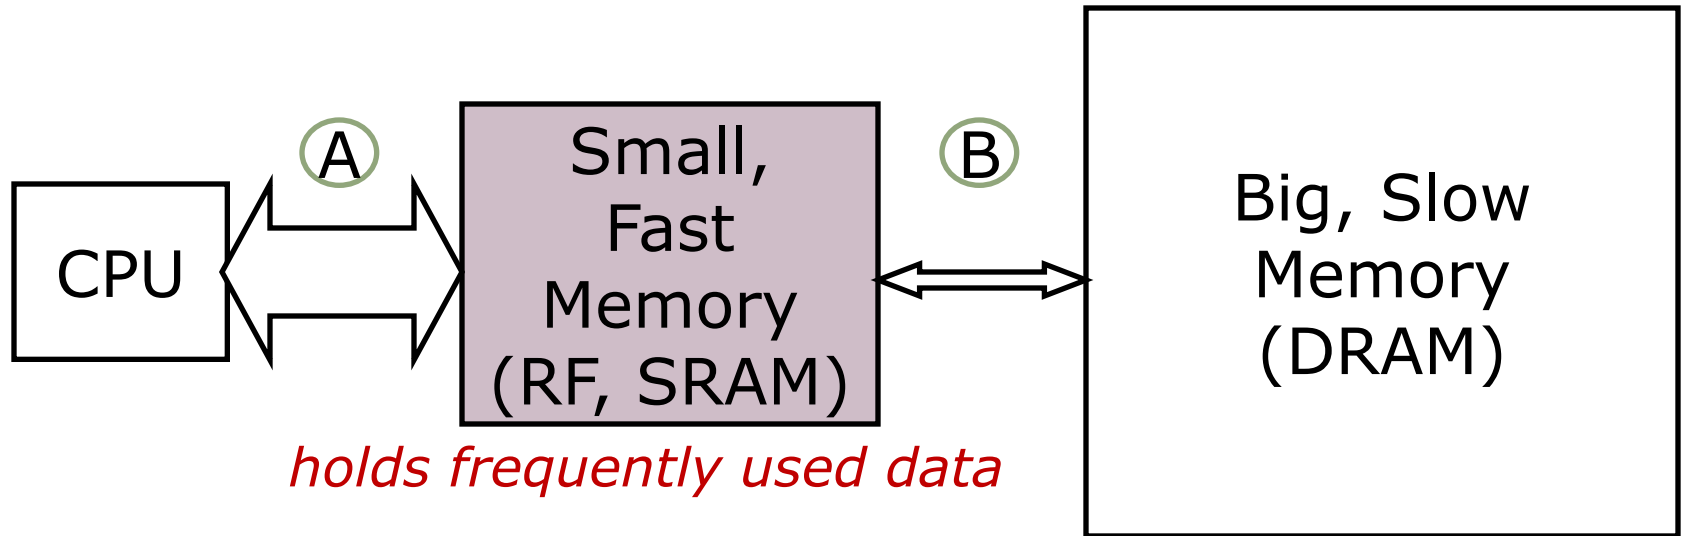 CPU
A
Small,
Fast
Memory
(RF, SRAM)
holds frequently used data
B
Big, Slow
Memory
(DRAM)